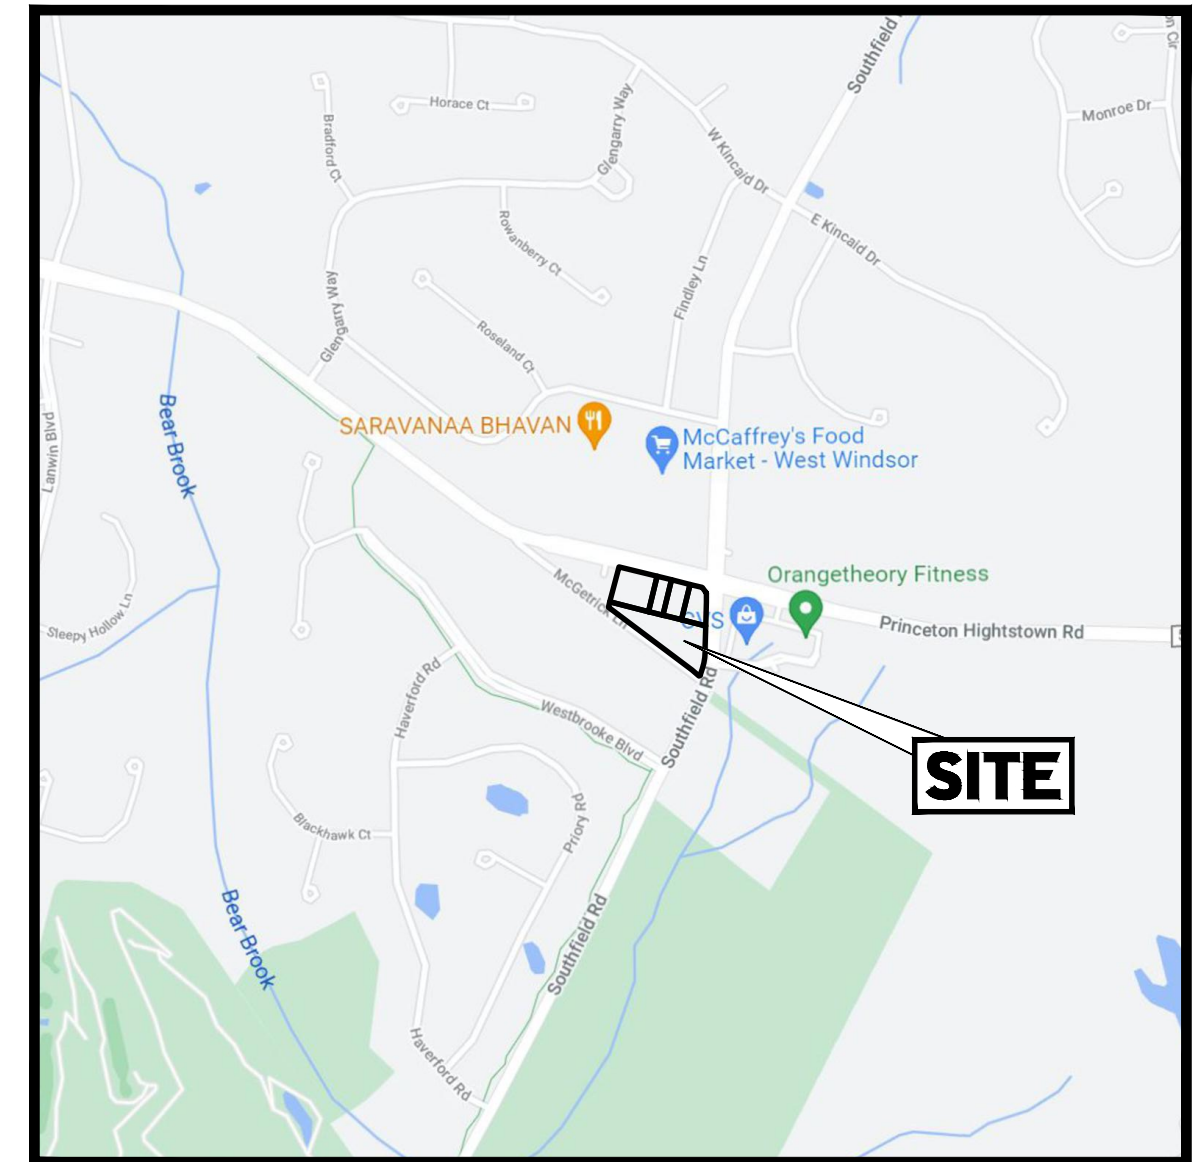 Southfield
on Cir
Horace Ct
Monroe Dr
Bradford Ct
Glengarry Way
W Kincaid Dr
Rowanberry Ct
E Kincaid Dr
Findley Ln
Glengarry Way
Roseland Ct
SARAVANAA BHAVAN
McCaffrey's Food
Market - West Windsor
Lanwin Blvd
Bear Brook
Orangetheory Fitness
McGetrick Ln
CVS
Princeton Hightstown Rd
Sleepy Hollow Ln
Haverford Rd
Westbrooke Blvd
Southfield Rd
SITE
Blackhawk Ct
Priory Rd
Bear Brook
Southfield Rd
Haverford Rd